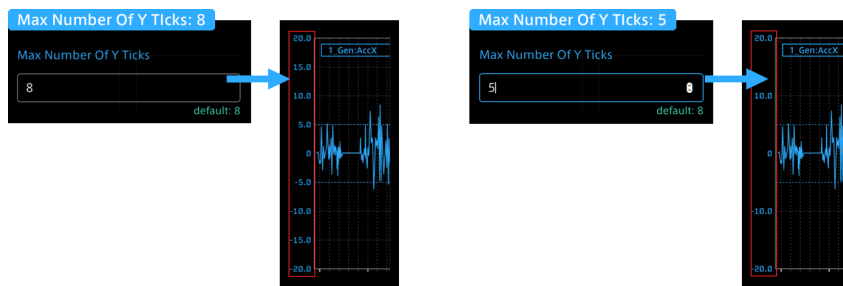 Max Number Of Y TIcks: 8
Max Number Of Y Ticks
8
default: 8
20.0
1 Gen:AccX
15.0
10.0
5.0
0
-5.0
-10.0
-15.0
-20.0
Max Number Of Y TIcks: 5
Max Number Of Y Ticks
5
default: 8
20.0
1 Gen:AccX
10.0
0
-10.0
-20.0